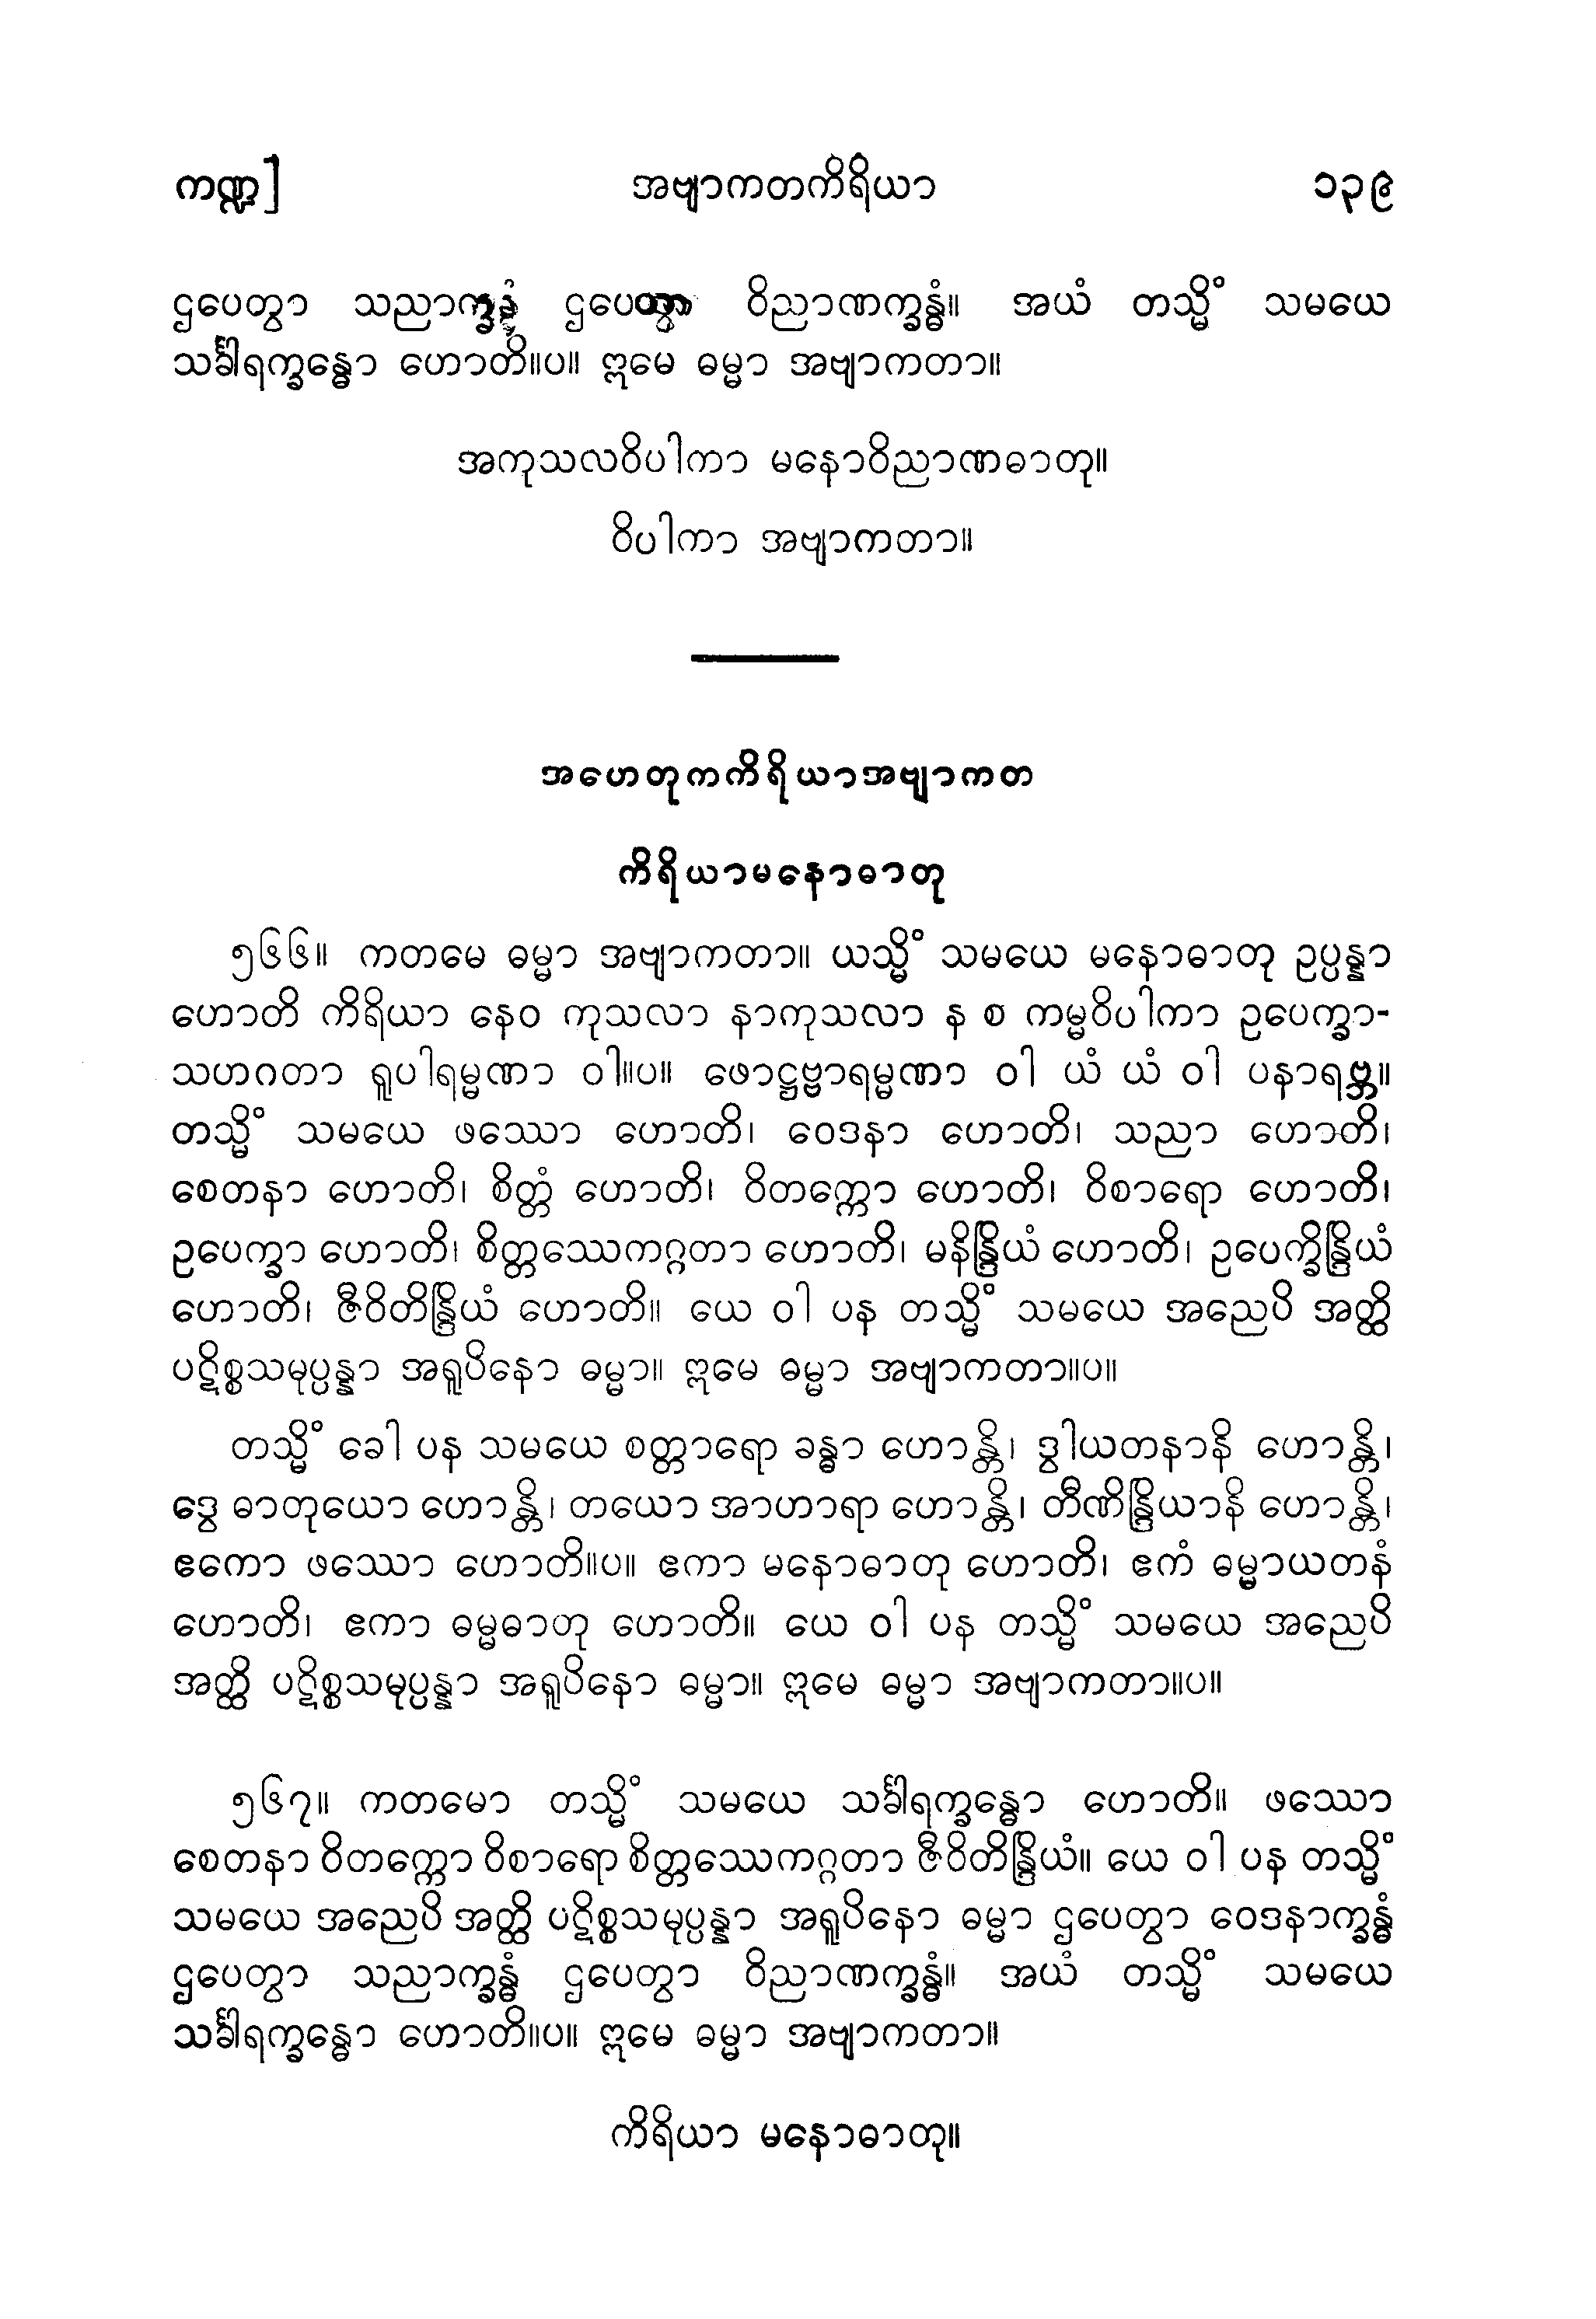 ကဏ္ဍ] အဗျာကတကိရိယာ ၁၃၉
ဌပေတွာ သညာက္ခန္ဓံ ဌပေတွာ ဝိညာဏက္ခန္ဓံ။ အယံ တသ္မိံ သမယေ
သင်္ခါရက္ခန္ဓော ဟောတိ။ပ။ ဣမေ ဓမ္မာ အဗျာကတာ။
အကုသလဝိပါကာ မနောဝိညာဏဓာတု။
ဝိပါကာ အဗျာကတာ။
အဟေတုကကိရိယာအဗျာကတ
ကိရိယာမနောဓာတု
၅၆၆။ ကတမေ ဓမ္မာ အဗျာကတာ။ ယသ္မိံ သမယေ မနောဓာတု ဥပ္ပန္နာ
ဟောတိ ကိရိယာ နေဝ ကုသလာ နာကုသလာ န စ ကမ္မဝိပါကာ ဥပေက္ခာ-
သဟဂတာ ရူပါရမ္မဏာ ဝါ။ပ။ ဖောဋ္ဌဗ္ဗာရမ္မဏာ ဝါ ယံ ယံ ဝါ ပနာရဗ္ဘ။
တသ္မိံ သမယေ ဖဿော ဟောတိ၊ ဝေဒနာ ဟောတိ၊ သညာ ဟောတိ၊
စေတနာ ဟောတိ၊ စိတ္တံ ဟောတိ၊ ဝိတက္ကော ဟောတိ၊ ဝိစာရော ဟောတိ၊
ဥပေက္ခာ ဟောတိ၊ စိတ္တဿေကဂ္ဂတာ ဟောတိ၊ မနိန္ဒြိယံ ဟောတိ၊ ဥပေက္ခိန္ဒြိယံ
ဟောတိ၊ ဇီဝိတိန္ဒြိယံ ဟောတိ။ ယေ ဝါ ပန တသ္မိံ သမယေ အညေပိ အတ္ထိ
ပဋိစ္စသမုပ္ပန္နာ အရူပိနော ဓမ္မာ။ ဣမေ ဓမ္မာ အဗျာကတာ။ပ။
တသ္မိံ ခေါ ပန သမယေ စတ္တာရော ခန္ဓာ ဟောန္တိ၊ ဒွါယတနာနိ ဟောန္တိ၊
ဒွေ ဓာတုယော ဟောန္တိ၊ တယော အာဟာရာ ဟောန္တိ၊ တီဏိန္ဒြိယာနိ ဟောန္တိ၊
ဧကော ဖဿော ဟောတိ။ပ။ ဧကာ မနောဓာတု ဟောတိ၊ ဧကံ ဓမ္မာယတနံ
ဟောတိ၊ ဧကာ ဓမ္မဓာတု ဟောတိ။ ယေ ဝါ ပန တသ္မိံ သမယေ အညေပိ
အတ္ထိ ပဋိစ္စသမုပ္ပန္နာ အရူပိနော ဓမ္မာ။ ဣမေ ဓမ္မာ အဗျာကတာ။ပ။
၅၆၇။ ကတမော တသ္မိံ သမယေ သင်္ခါရက္ခန္ဓော ဟောတိ။ ဖဿော
စေတနာ ဝိတက္ကော ဝိစာရော စိတ္တဿေကဂ္ဂတာ ဇီဝိတိန္ဒြိယံ။ ယေ ဝါ ပန တသ္မိံ
သမယေ အညေပိ အတ္ထိ ပဋိစ္စသမုပ္ပန္နာ အရူပိနော ဓမ္မာ ဌပေတွာ ဝေဒနာက္ခန္ဓံ
ဌပေတွာ သညာက္ခန္ဓံ ဌပေတွာ ဝိညာဏက္ခန္ဓံ။ အယံ တသ္မိံ သမယေ
သင်္ခါရက္ခန္ဓော ဟောတိ။ပ။ ဣမေ ဓမ္မာ အဗျာကတာ။
ကိရိယာ မနောဓာတု။